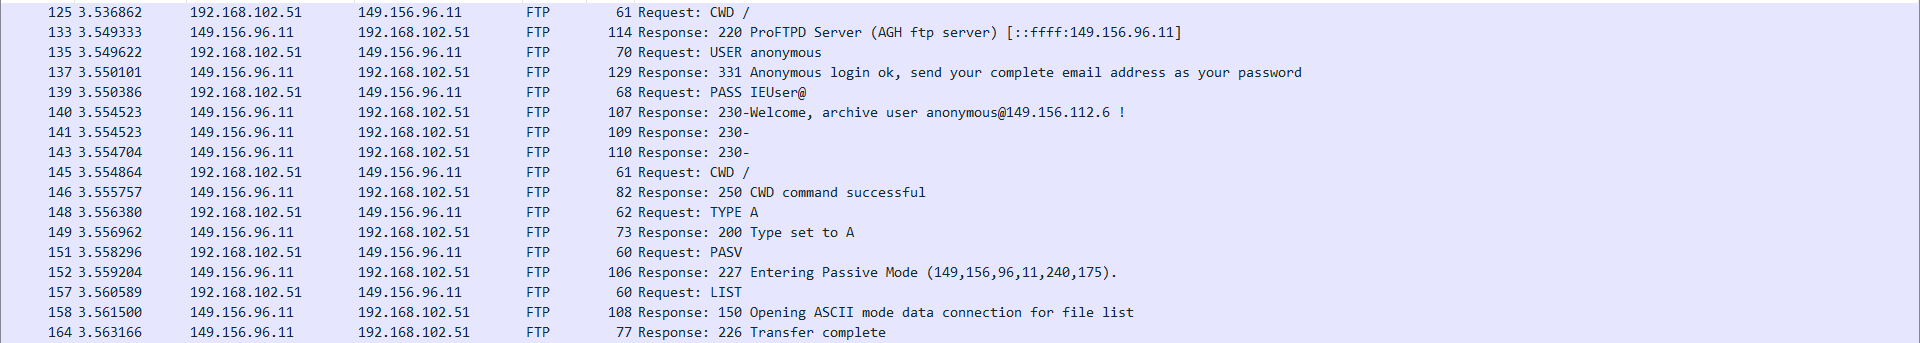 125 3.536862 192.168.102.51 149.156.96.11 FTP 61 Request: CWD /
133 3.549333 149.156.96.11 192.168.102.51 FTP 114 Response: 220 ProFTPD Server (AGH ftp server) [::ffff:149.156.96.11]
135 3.549622 192.168.102.51 149.156.96.11 FTP 70 Request: USER anonymous
137 3.550101 149.156.96.11 192.168.102.51 FTP 129 Response: 331 Anonymous login ok, send your complete email address as your password
139 3.550386 192.168.102.51 149.156.96.11 FTP 68 Request: PASS IEUser@
140 3.554523 149.156.96.11 192.168.102.51 FTP 107 Response: 230-Welcome, archive user anonymous@149.156.112.6 !
141 3.554523 149.156.96.11 192.168.102.51 FTP 109 Response: 230-
143 3.554704 149.156.96.11 192.168.102.51 FTP 110 Response: 230-
145 3.554864 192.168.102.51 149.156.96.11 FTP 61 Request: CWD /
146 3.555757 149.156.96.11 192.168.102.51 FTP 82 Response: 250 CWD command successful
148 3.556380 192.168.102.51 149.156.96.11 FTP 62 Request: TYPE A
149 3.556962 149.156.96.11 192.168.102.51 FTP 73 Response: 200 Type set to A
151 3.558296 192.168.102.51 149.156.96.11 FTP 60 Request: PASV
152 3.559204 149.156.96.11 192.168.102.51 FTP 106 Response: 227 Entering Passive Mode (149,156,96,11,240,175).
157 3.560589 192.168.102.51 149.156.96.11 FTP 60 Request: LIST
158 3.561500 149.156.96.11 192.168.102.51 FTP 108 Response: 150 Opening ASCII mode data connection for file list
164 3.563166 149.156.96.11 192.168.102.51 FTP 77 Response: 226 Transfer complete